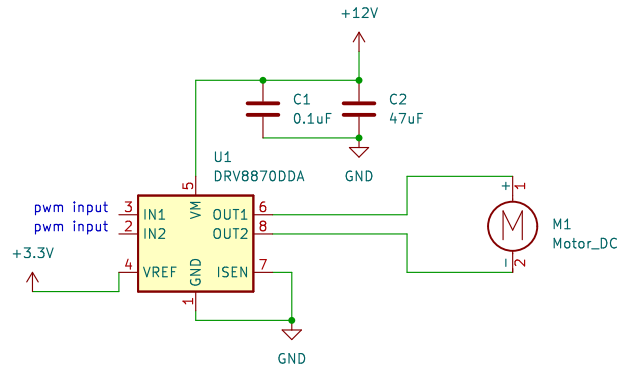 +12V
C1
0.1uF
C2
47uF
GND
U1
DRV8870DDA
5
VM
pwm input
3
IN1
pwm input
2
IN2
+3.3V
4
VREF
GND
1
OUT1
6
OUT2
8
ISEN
7
GND
+
1
M
M1
Motor_DC
-
2